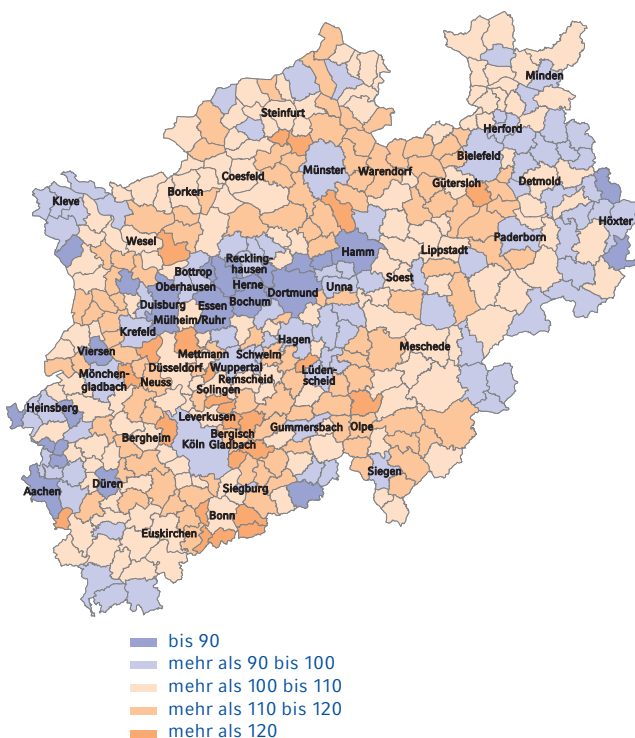 Minden
Steinfurt
Herford
Bielefeld
Münster
Warendorf
Coesfeld
Gütersloh
Detmold
Borken
Kleve
Höxter
Paderborn
Wesel
Hamm
Lippstadt
Reckling-
hausen
Bottrop
Soest
Oberhausen
Herne
Unna
Dortmund
Duisburg
Essen
Bochum
Mülheim/Ruhr
Krefeld
Hagen
Meschede
Viersen
Mettmann
Schwelm
Düsseldorf
Wuppertal
Lüden-
scheid
Mönchen-
gladbach
Neuss
Remscheid
Solingen
Heinsberg
Leverkusen
Gummersbach
Olpe
Bergheim
Köln
Bergisch
Gladbach
Siegen
Aachen
Düren
Siegburg
Bonn
Euskirchen
bis 90
mehr als 90 bis 100
mehr als 100 bis 110
mehr als 110 bis 120
mehr als 120